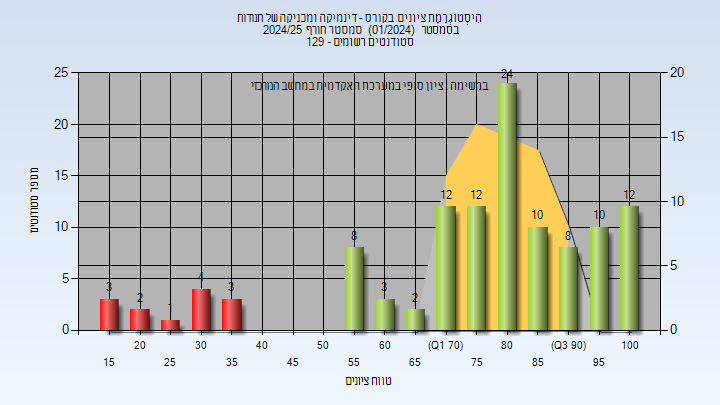 היסטוגרמת ציונים בקורס - דינמיקה ומכניקה של חנודות
בסמסטר (01/2024) סמסטר חורף 2024/25
סטודנטים רשומים - 129
במשימה : ציון סופי במערכת האקדמית במחשב המרכזי
25 20
20 15
15 10
10 5
5 0
0
מספר סטודנטים
3 2 1 4 3 8 3 2 12 12 24 10 8 10 12
20 30 40 50 60 (Q1 70) 80 (Q3 90) 100
15 25 35 45 55 65 75 85 95
טווח ציונים